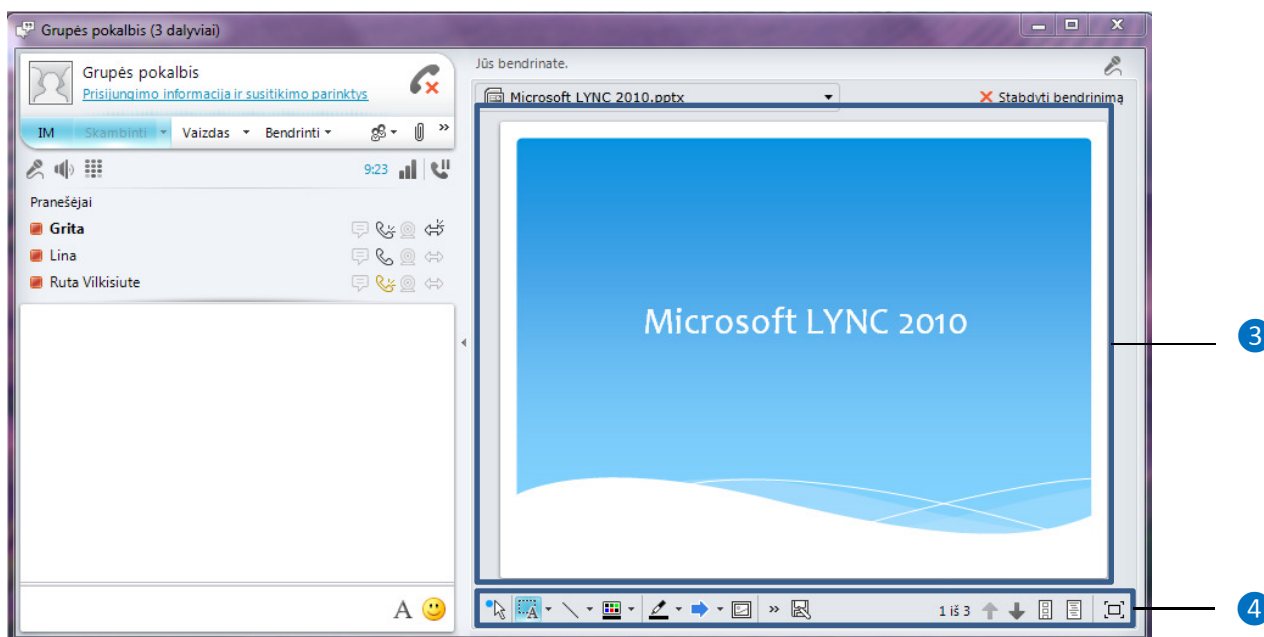 Grupės pokalbis (3 dalyviai)
Grupės pokalbis
Prisijungimo informacija ir susitikimo parinktys
IM Skambinti Vaizdas Bendrinti
9:23
Pranešėjai
Grita
Lina
Ruta Vilkisiute
A
Jūs bendrinate.
Microsoft LYNC 2010.pptx
Stabdyti bendrinimą
Microsoft LYNC 2010
3
1 iš 3
4